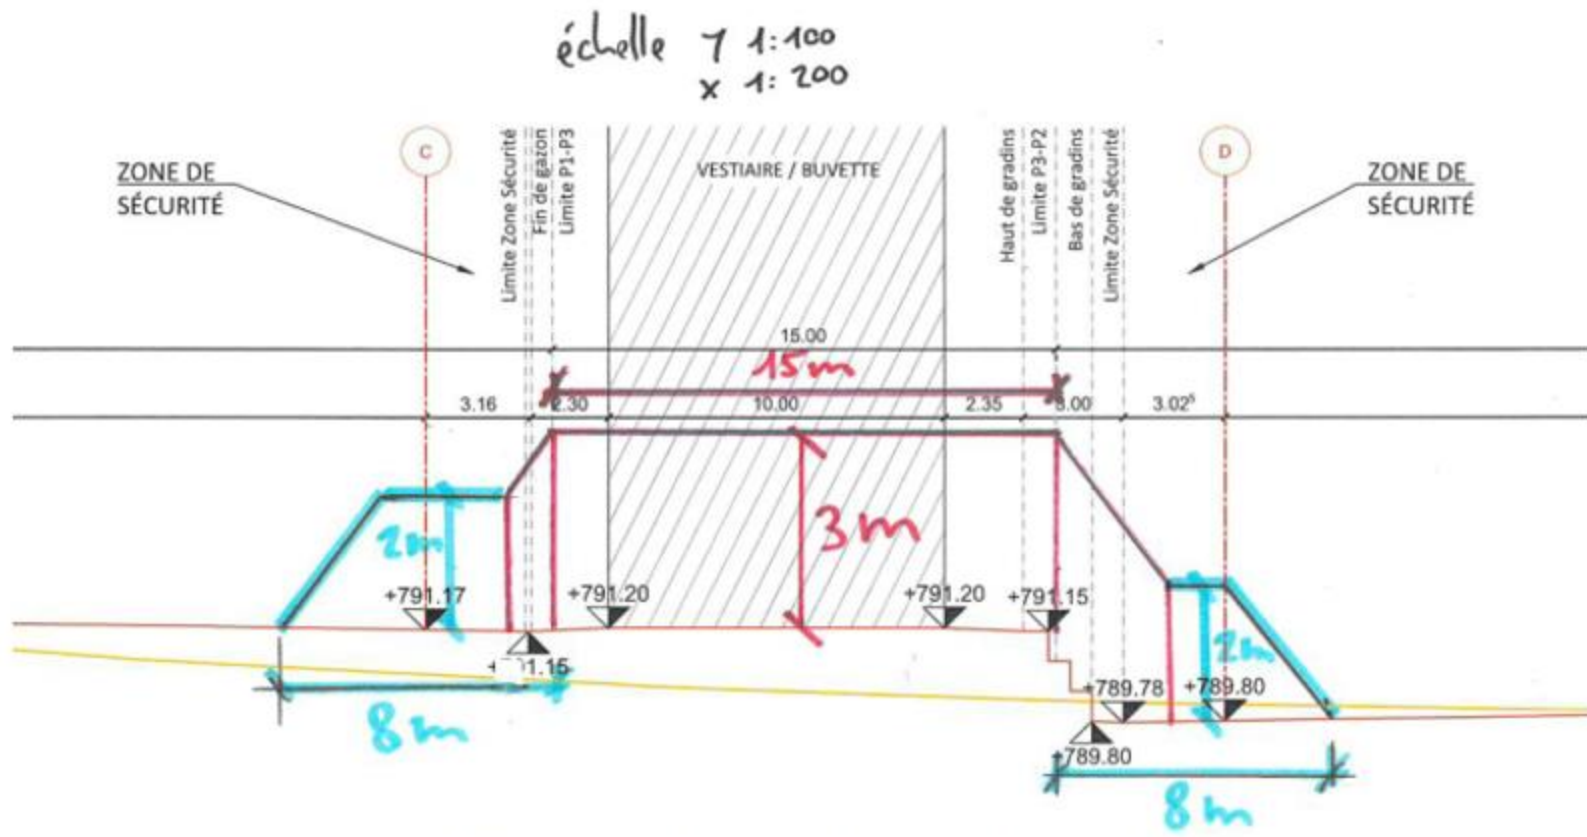 échelle y 1:100
x 1:200
ZONE DE
SÉCURITÉ
C
Limite Zone Sécurité
Fin de gazon
Limite P1-P3
VESTIAIRE / BUVETTE
Haut de gradins
Limite P3-P2
Bas de gradins
Limite Zone Sécurité
D
ZONE DE
SÉCURITÉ
15.00
15m
3.16
2.30
10.00
2.35
3.00
3.02⁵
2m
3m
+791.17
+791.20
+791.20
+791.15
2m
+789.78
+789.80
8m
+789.80
8m